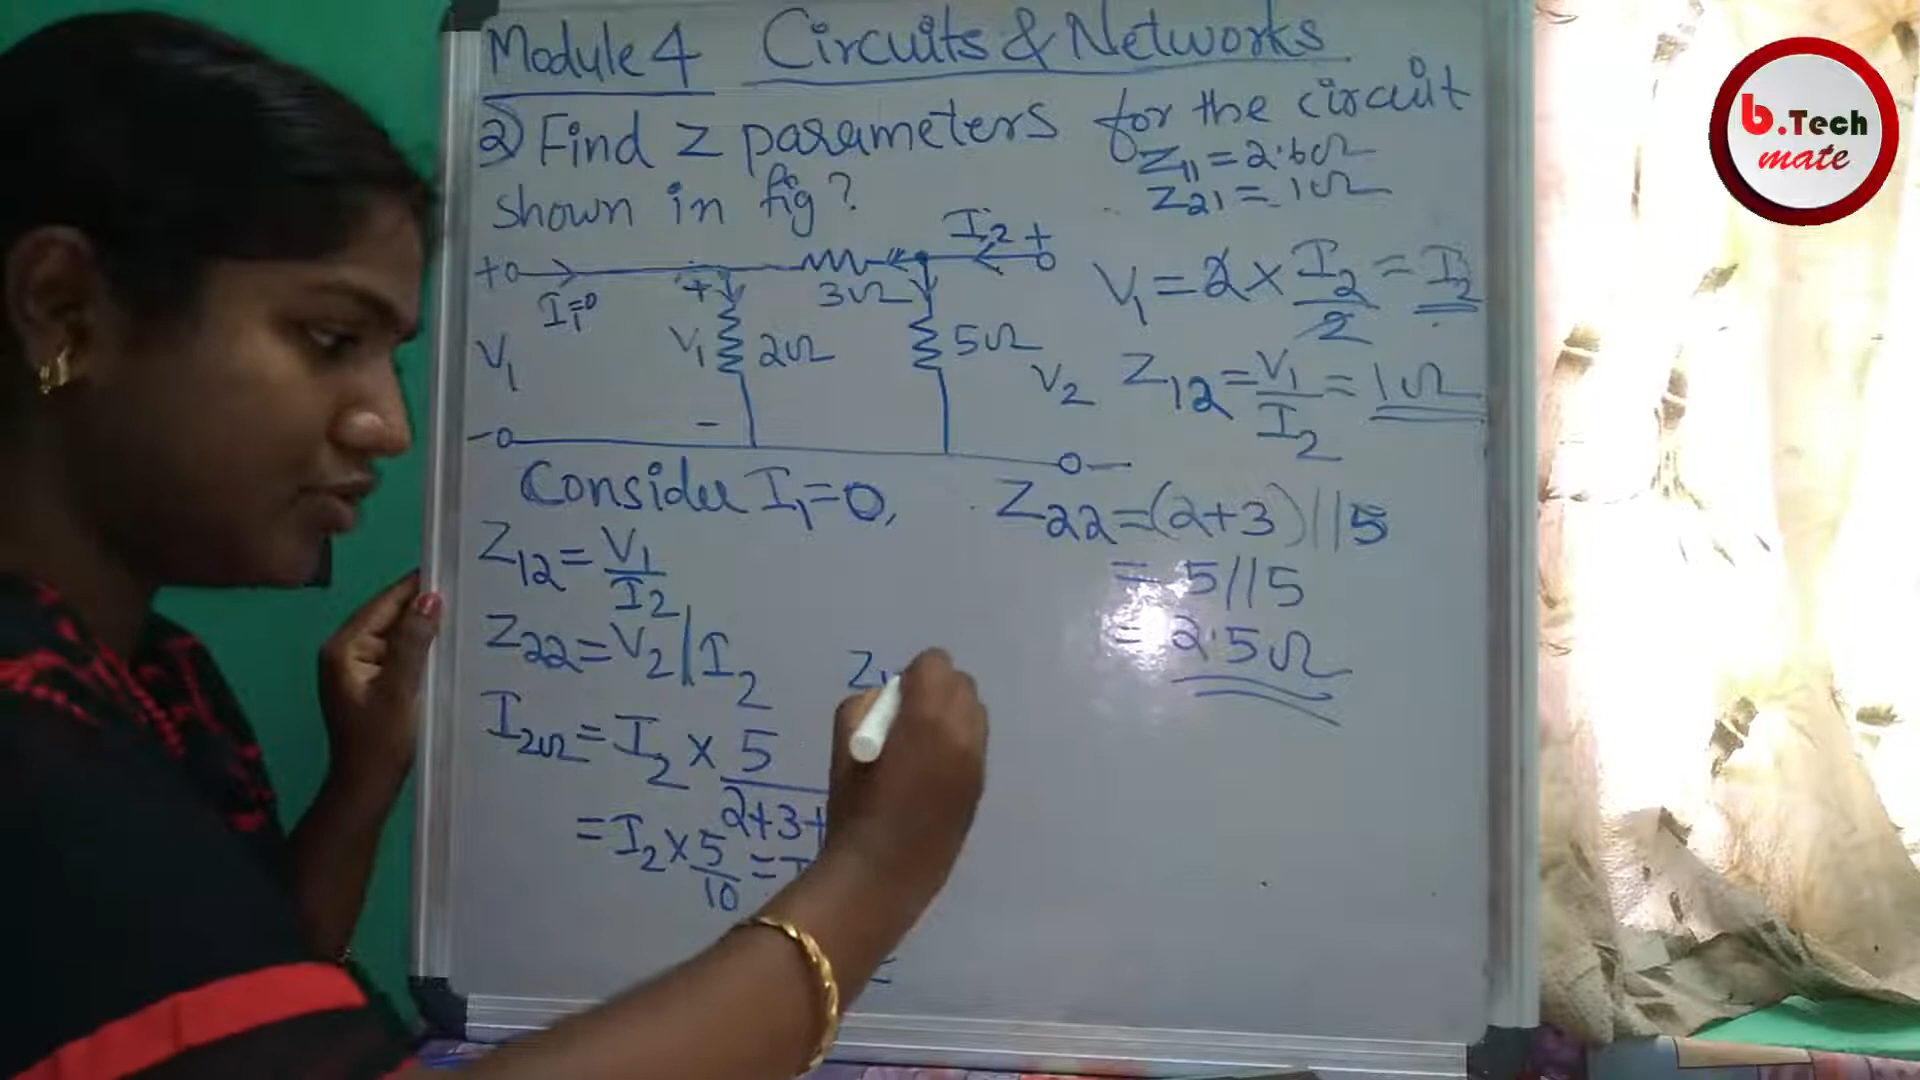 Module 4 Circuits & Networks
2) Find Z parameters for the circuit
shown in fig?
Z11 = 2.6Ω
Z21 = 1Ω
b.Tech
mate
I2 +
+ I1=0 + 3Ω
V1 V1 2Ω 5Ω V2
- - -
V1 = 2 × I2/2 = I2
Z12 = V1/I2 = 1Ω
Consider I1=0,
Z12 = V1/I2
Z22 = V2/I2
I2Ω = I2 × 5/2+3+
= I2 × 5/10 =
Z22 = (2+3)//5
= 5//5
= 2.5Ω